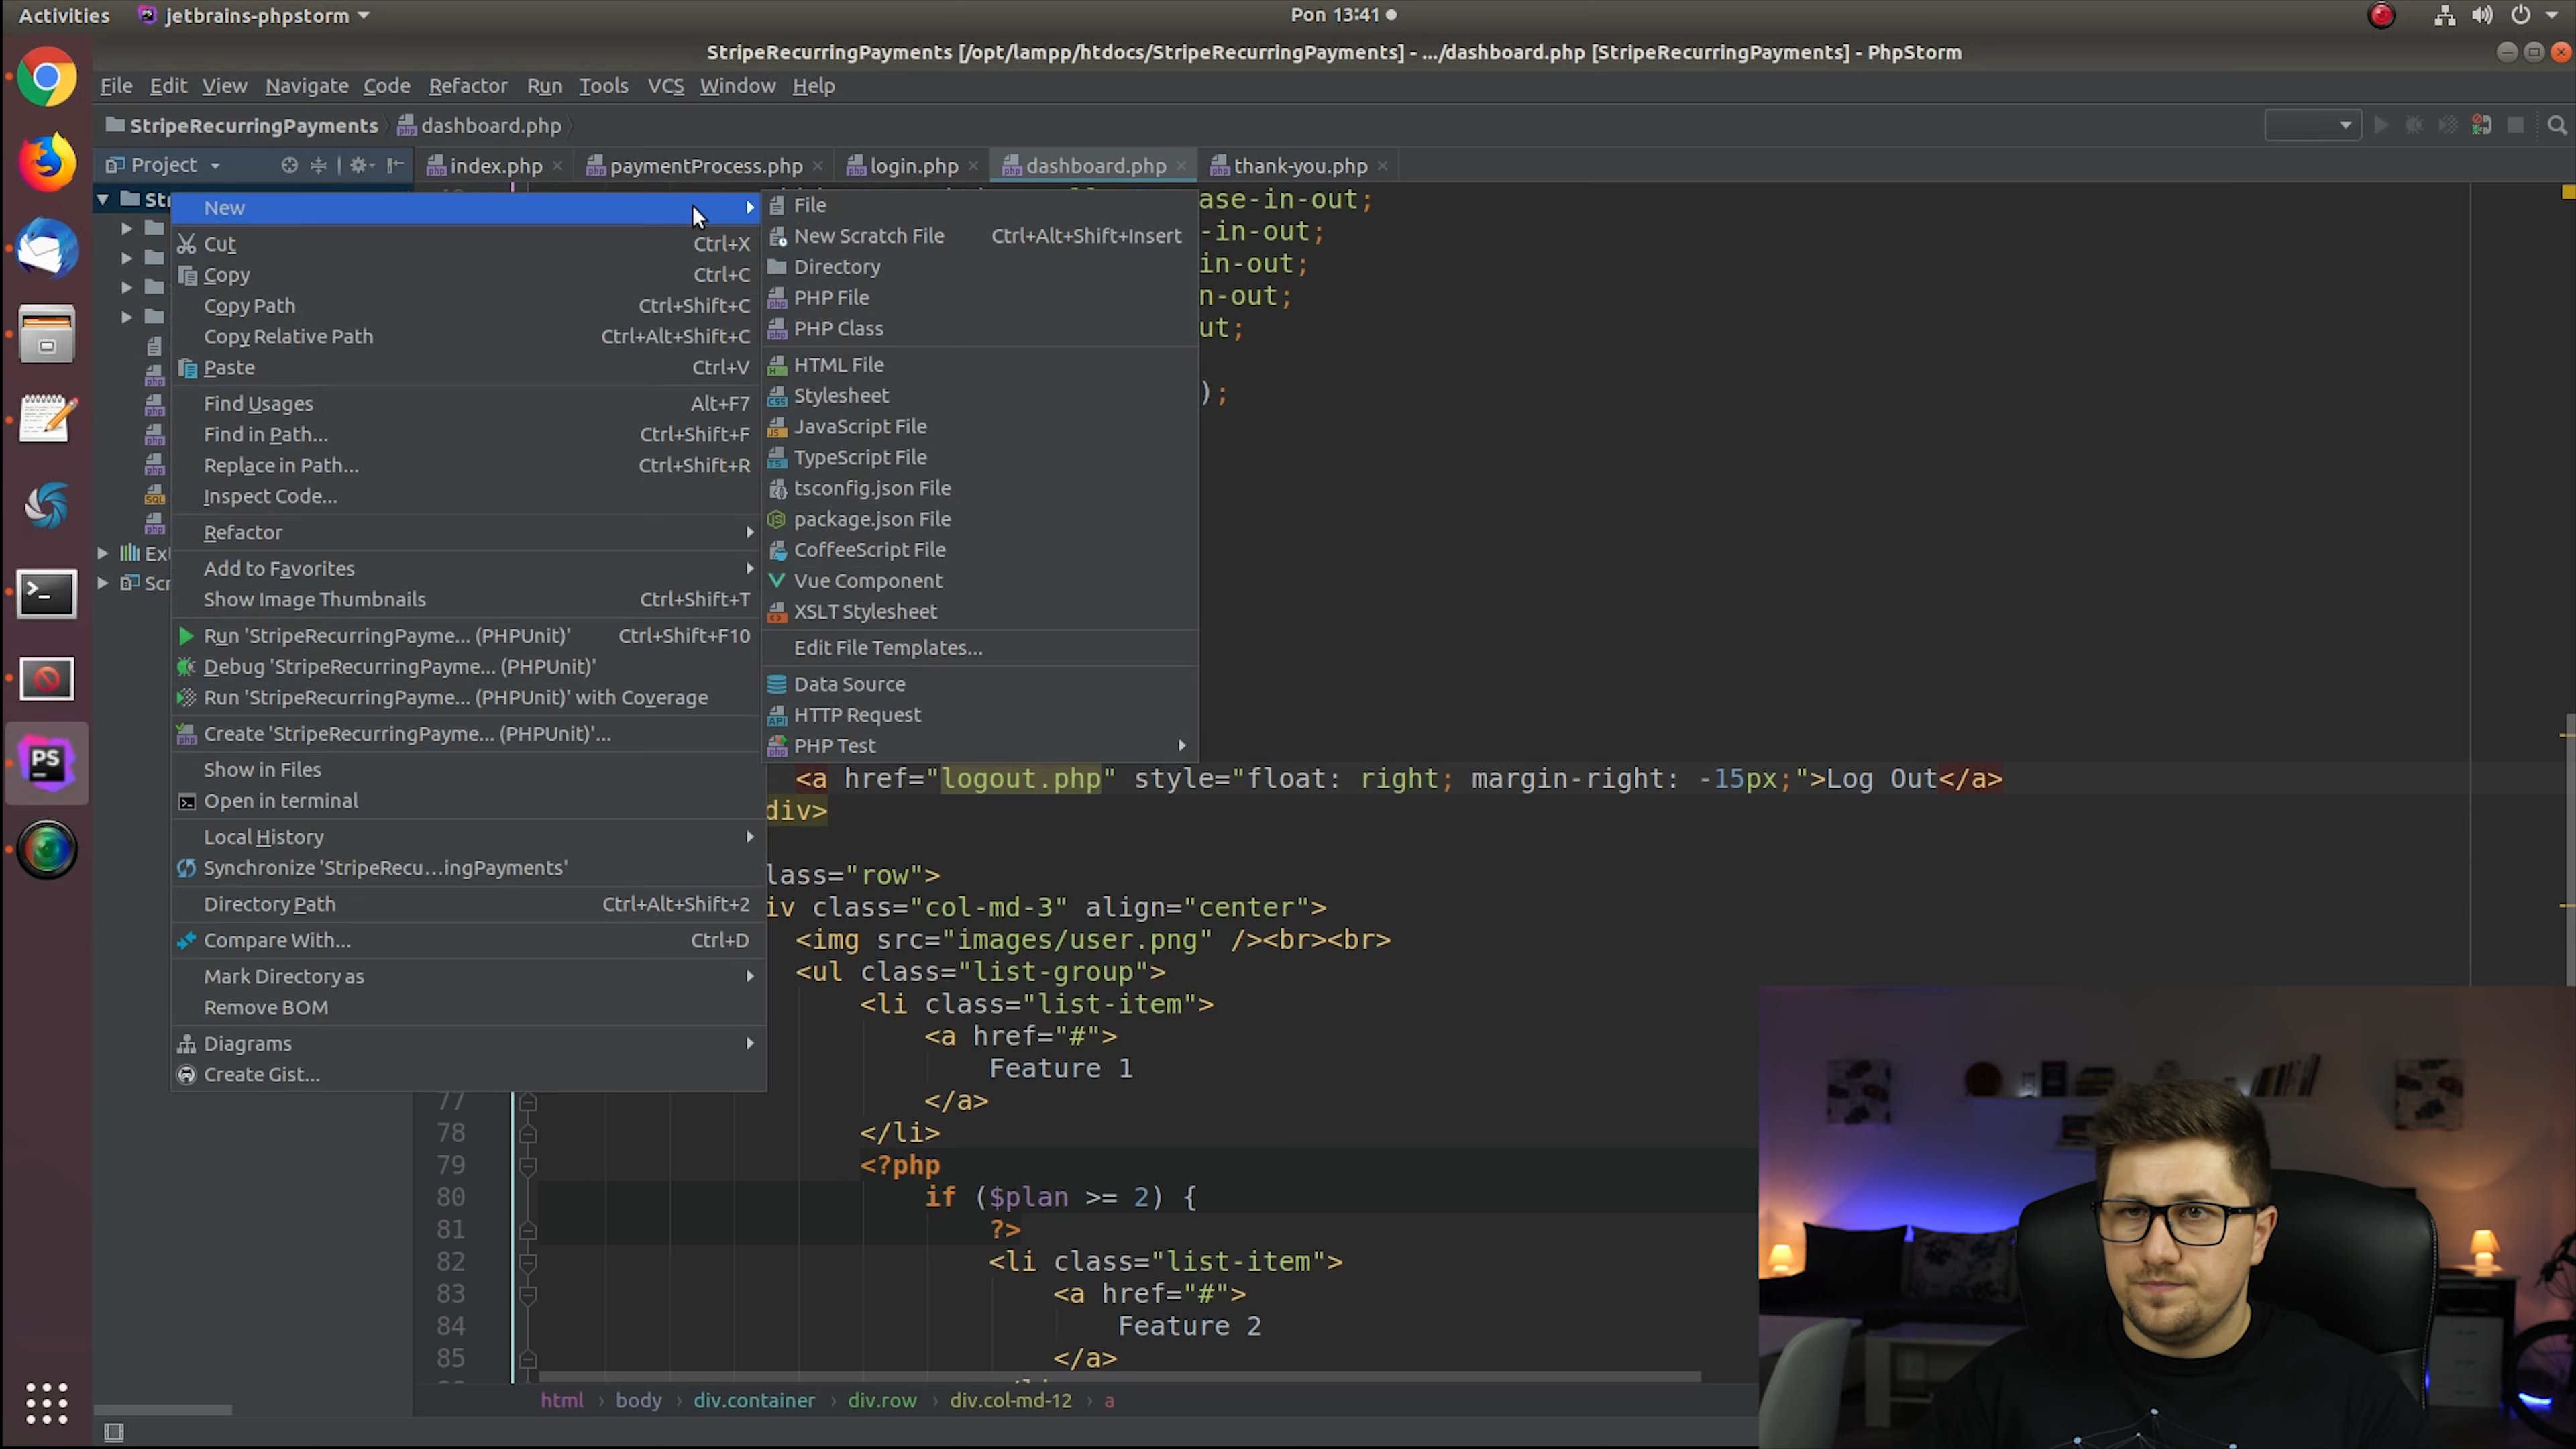 Activities jetbrains-phpstorm Pon 13:41
StripeRecurringPayments [/opt/lampp/htdocs/StripeRecurringPayments] - .../dashboard.php [StripeRecurringPayments] - PhpStorm
File Edit View Navigate Code Refactor Run Tools VCS Window Help
StripeRecurringPayments dashboard.php
Project index.php paymentProcess.php login.php dashboard.php thank-you.php
Str
New
Cut Ctrl+X
Copy Ctrl+C
Copy Path Ctrl+Shift+C
Copy Relative Path Ctrl+Alt+Shift+C
Paste Ctrl+V
Find Usages Alt+F7
Find in Path... Ctrl+Shift+F
Replace in Path... Ctrl+Shift+R
Inspect Code...
Refactor
Ext
Add to Favorites
Scr
Show Image Thumbnails Ctrl+Shift+T
Run 'StripeRecurringPayme... (PHPUnit)' Ctrl+Shift+F10
Debug 'StripeRecurringPayme... (PHPUnit)'
Run 'StripeRecurringPayme... (PHPUnit)' with Coverage
Create 'StripeRecurringPayme... (PHPUnit)'...
Show in Files
Open in terminal
Local History
Synchronize 'StripeRecu...ingPayments'
Directory Path Ctrl+Alt+Shift+2
Compare With... Ctrl+D
Mark Directory as
Remove BOM
Diagrams
Create Gist...
File
New Scratch File Ctrl+Alt+Shift+Insert
Directory
PHP File
PHP Class
HTML File
Stylesheet
JavaScript File
TypeScript File
tsconfig.json File
package.json File
CoffeeScript File
Vue Component
XSLT Stylesheet
Edit File Templates...
Data Source
HTTP Request
PHP Test
ase-in-out;
-in-out;
in-out;
n-out;
ut;
);
<a href="logout.php" style="float: right; margin-right: -15px;">Log Out</a>
div>
lass="row">
iv class="col-md-3" align="center">
<img src="images/user.png" /><br><br>
<ul class="list-group">
<li class="list-item">
<a href="#">
Feature 1
77 </a>
78 </li>
79 <?php
80 if ($plan >= 2) {
81 ?>
82 <li class="list-item">
83 <a href="#">
84 Feature 2
85 </a>
html body div.container div.row div.col-md-12 a